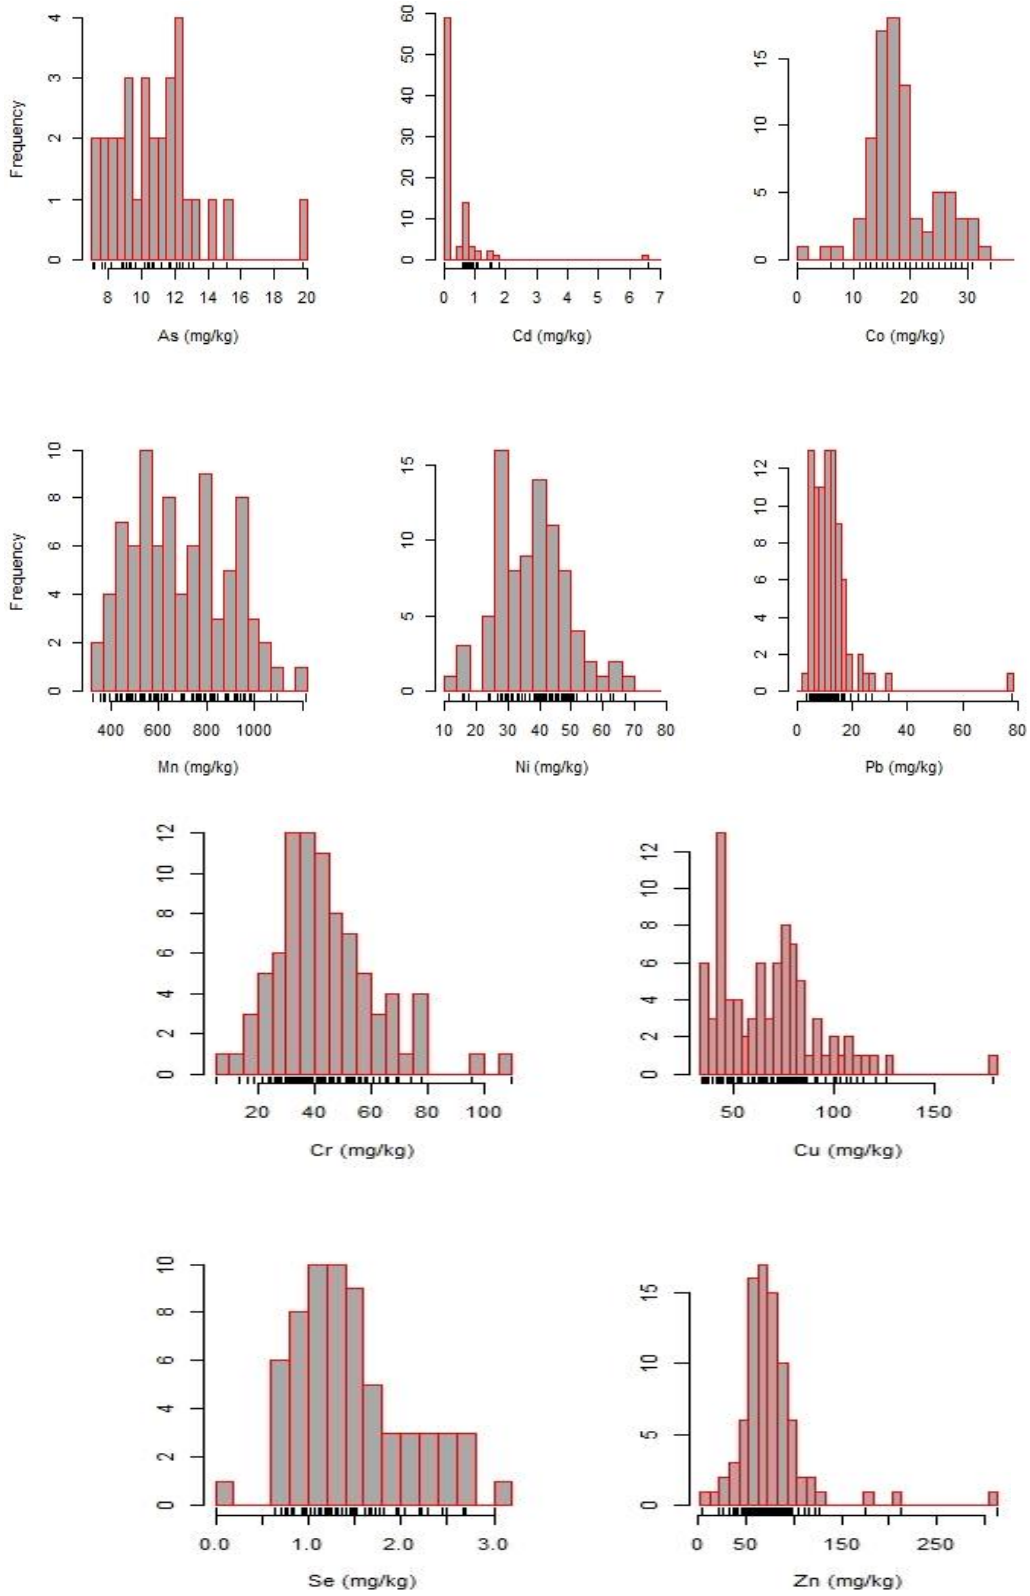 Frequency
0 1 2 3 4
8 10 12 14 16 18 20
As (mg/kg)
0 10 20 30 40 50 60
0 1 2 3 4 5 6 7
Cd (mg/kg)
0 5 10 15
0 10 20 30
Co (mg/kg)
Frequency
0 2 4 6 8 10
400 600 800 1000
Mn (mg/kg)
0 5 10 15
10 20 30 40 50 60 70 80
Ni (mg/kg)
0 2 4 6 8 10 12
0 20 40 60 80
Pb (mg/kg)
0 2 4 6 8 10 12
20 40 60 80 100
Cr (mg/kg)
0 2 4 6 8 10 12
50 100 150
Cu (mg/kg)
0 2 4 6 8 10
0.0 1.0 2.0 3.0
Se (mg/kg)
0 5 10 15
0 50 150 250
Zn (mg/kg)